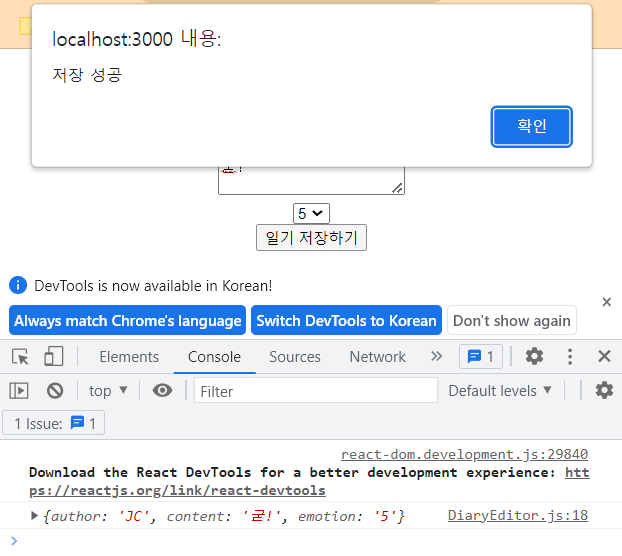 localhost:3000 내용:
저장 성공
확인
굳!
5
일기 저장하기
DevTools is now available in Korean!
Always match Chrome's language Switch DevTools to Korean Don't show again
Elements Console Sources Network 1
top Filter Default levels
1 Issue: 1
react-dom.development.js:29840
Download the React DevTools for a better development experience: htt
ps://reactjs.org/link/react-devtools
{author: 'JC', content: '굳!', emotion: '5'} DiaryEditor.js:18